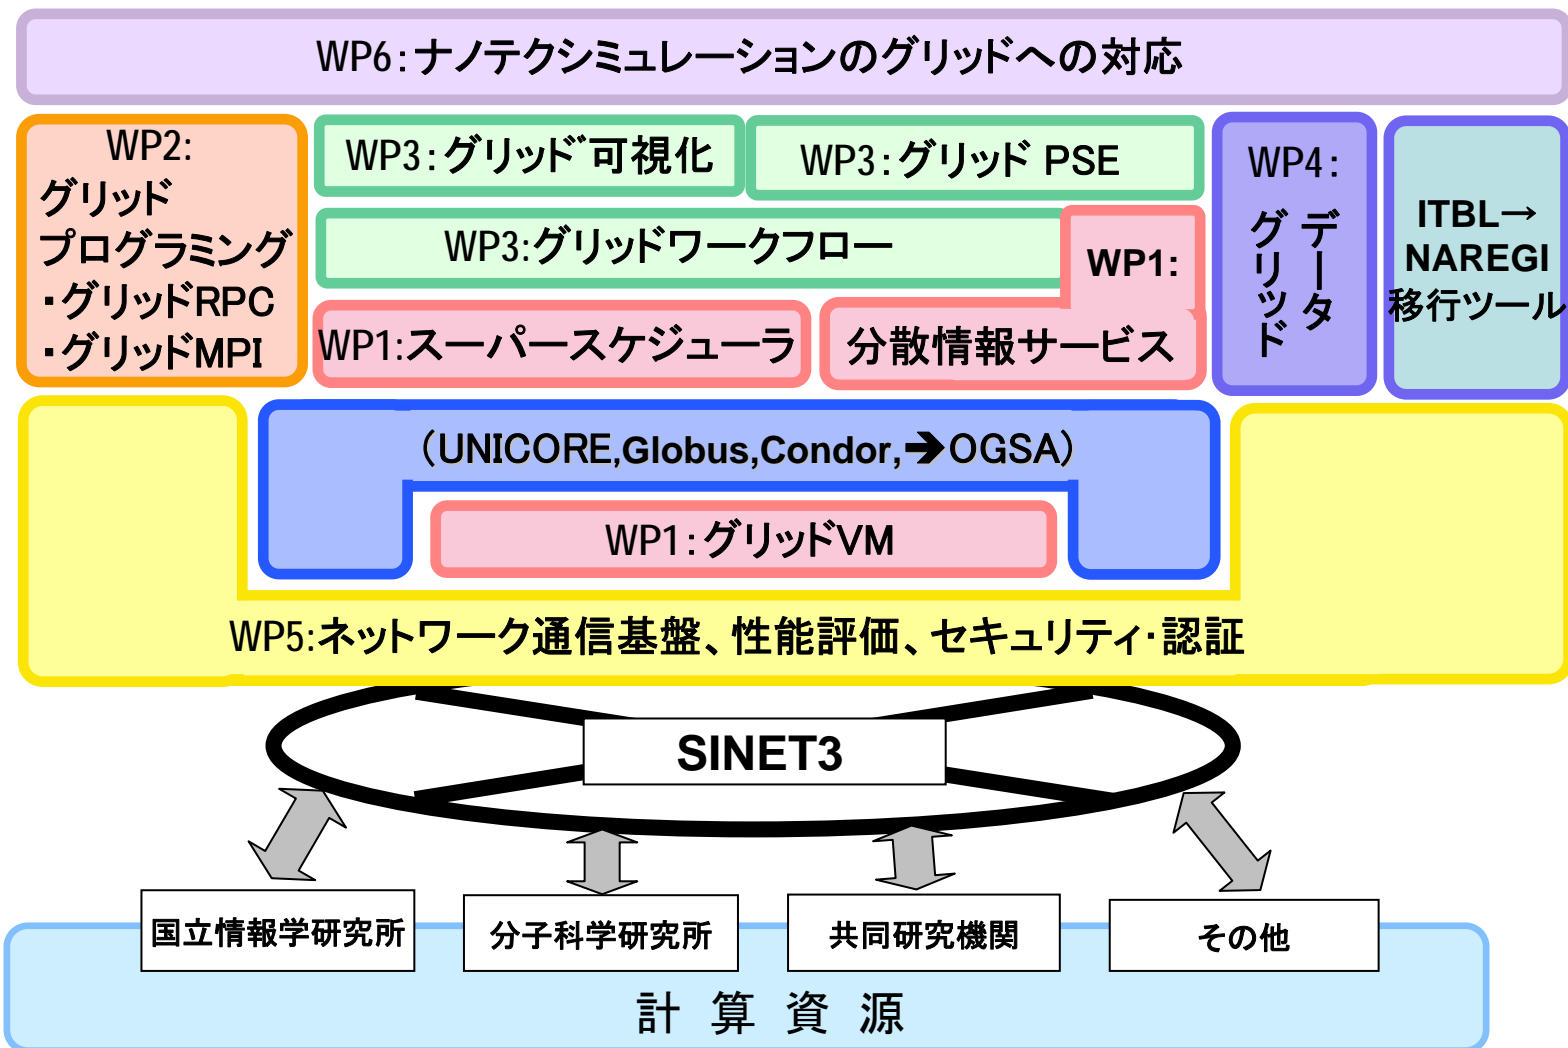 WP6:ナノテクシミュレーションのグリッドへの対応
WP2:
グリッド
プログラミング
・グリッドRPC
・グリッドMPI
WP3:グリッド可視化
WP3:グリッド PSE
WP3:グリッドワークフロー
WP1:
WP1:スーパースケジューラ
分散情報サービス
WP4:
データ
グリッド
ITBL→
NAREGI
移行ツール
(UNICORE,Globus,Condor,➔OGSA)
WP1:グリッドVM
WP5:ネットワーク通信基盤、性能評価、セキュリティ・認証
SINET3
国立情報学研究所
分子科学研究所
共同研究機関
その他
計 算 資 源